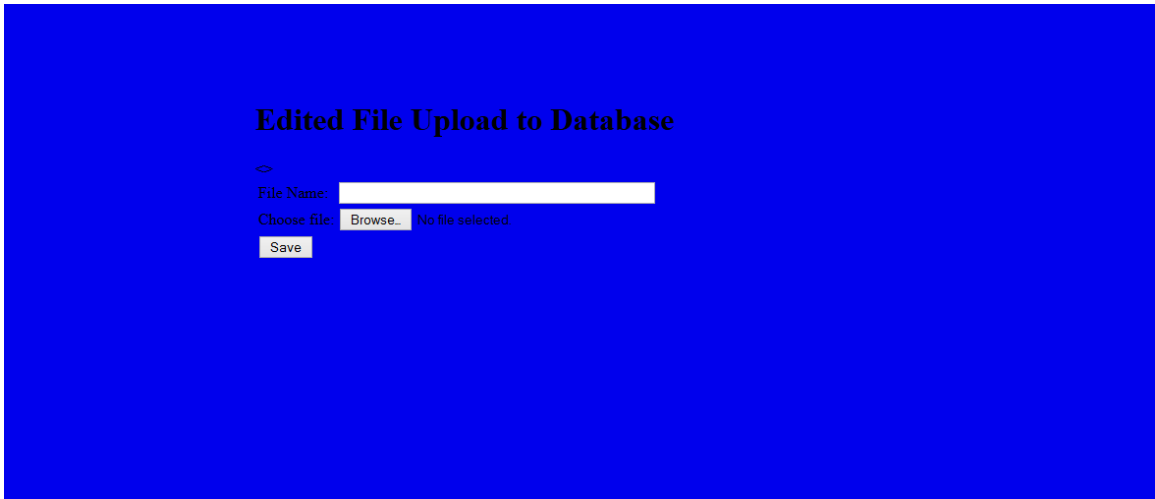 Edited File Upload to Database
<>
File Name
Choose file: Browse... No file selected.
Save